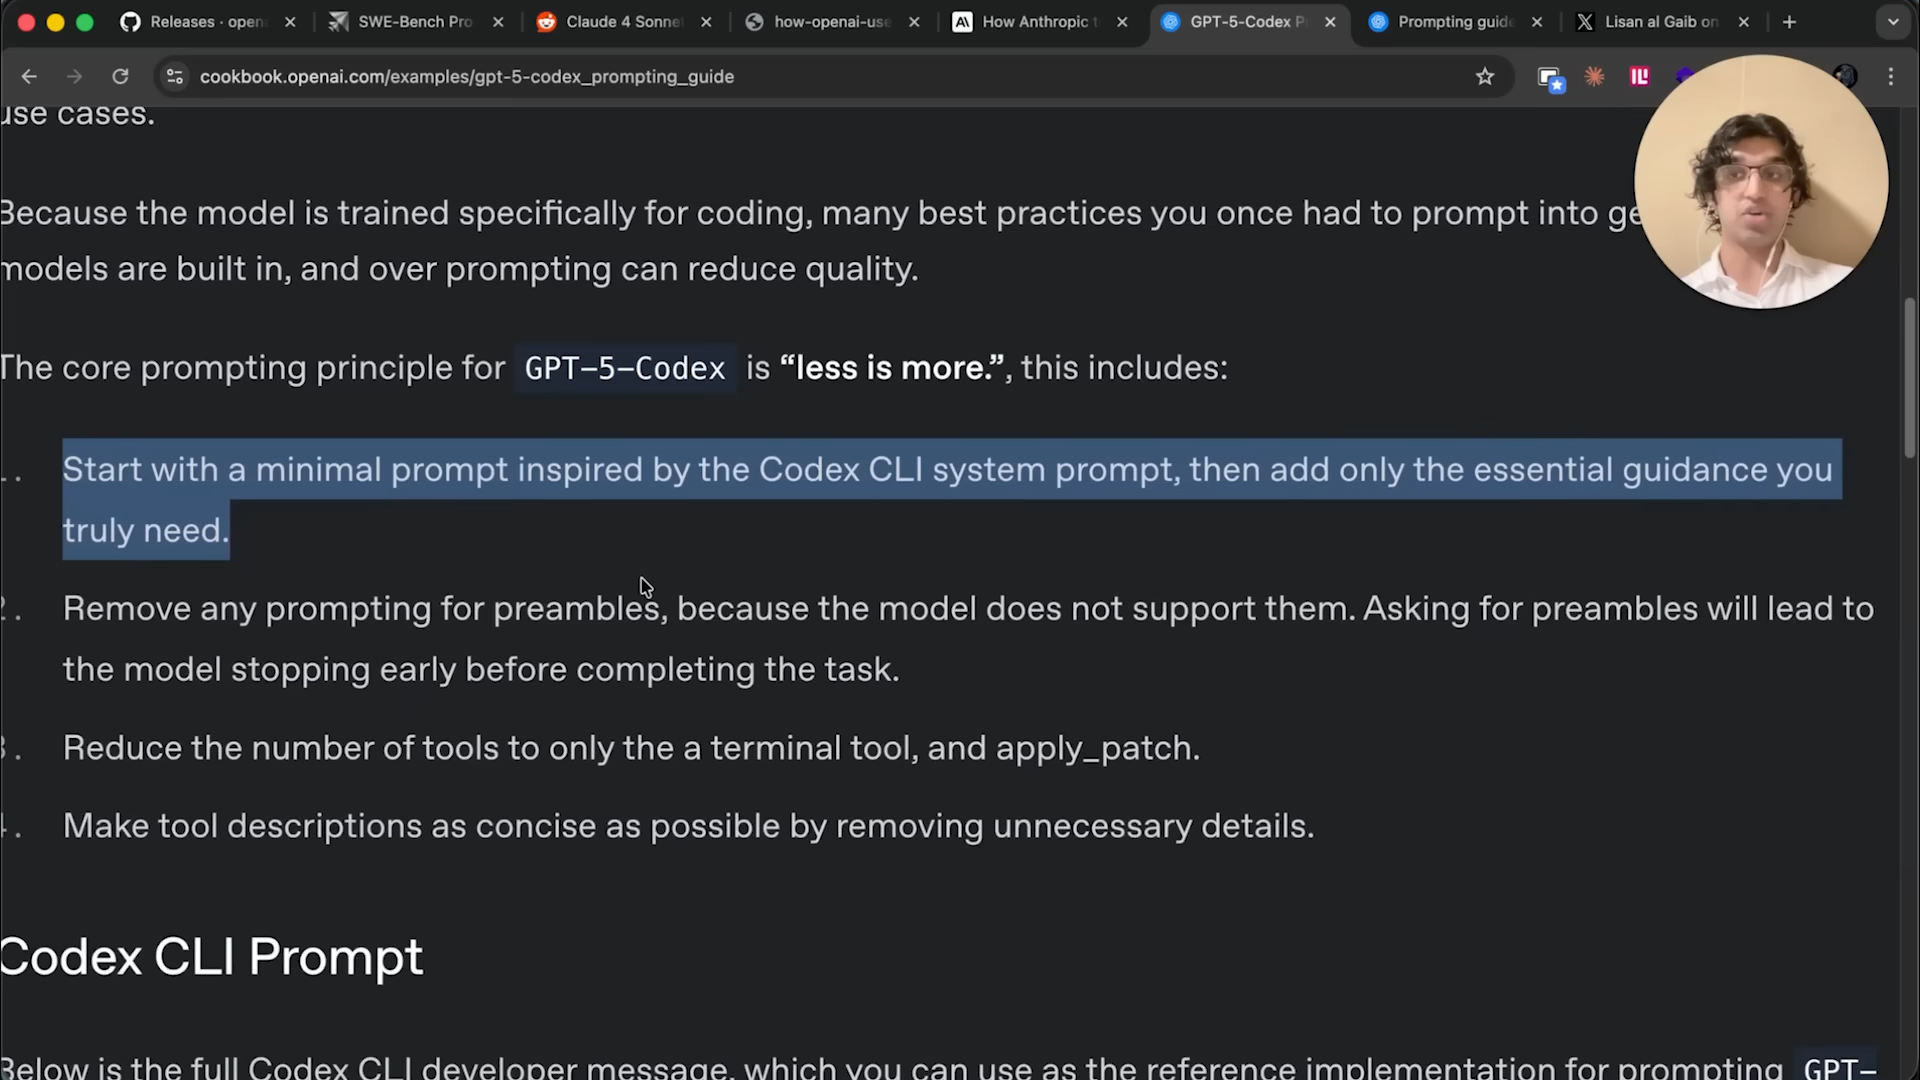 Releases · open
SWE-Bench Pro
Claude 4 Sonne
how-openai-use
How Anthropic t
GPT-5-Codex P
Prompting guid
Lisan al Gaib on
cookbook.openai.com/examples/gpt-5-codex_prompting_guide
use cases.
Because the model is trained specifically for coding, many best practices you once had to prompt into ge
models are built in, and over prompting can reduce quality.
The core prompting principle for GPT-5-Codex is “less is more.”, this includes:
1. Start with a minimal prompt inspired by the Codex CLI system prompt, then add only the essential guidance you
truly need.
2. Remove any prompting for preambles, because the model does not support them. Asking for preambles will lead to
the model stopping early before completing the task.
3. Reduce the number of tools to only the a terminal tool, and apply_patch.
4. Make tool descriptions as concise as possible by removing unnecessary details.
Codex CLI Prompt
Below is the full Codex CLI developer message, which you can use as the reference implementation for prompting GPT-